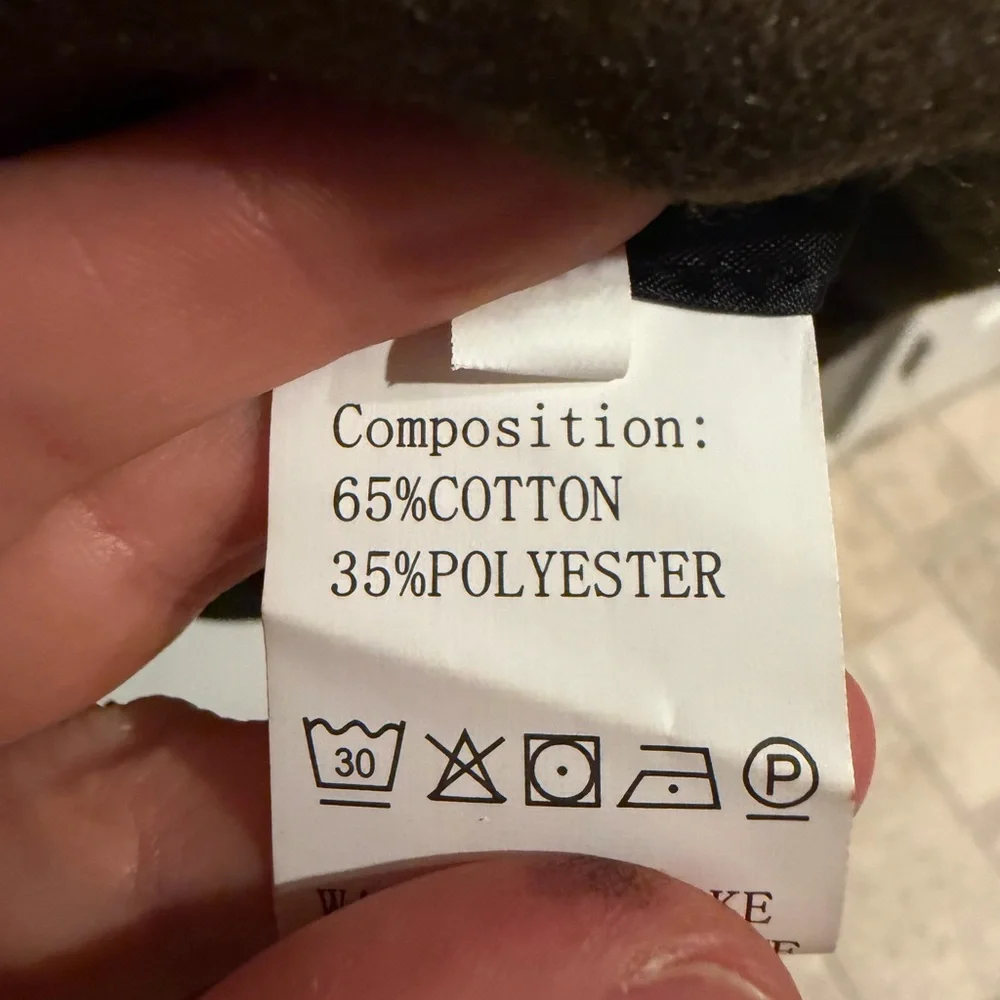 Composition:
65%COTTON
35%POLYESTER
30 P